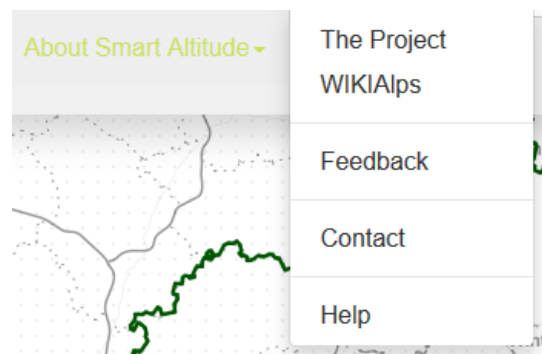 About Smart Altitude
The Project
WIKIAlps
Feedback
Contact
Help